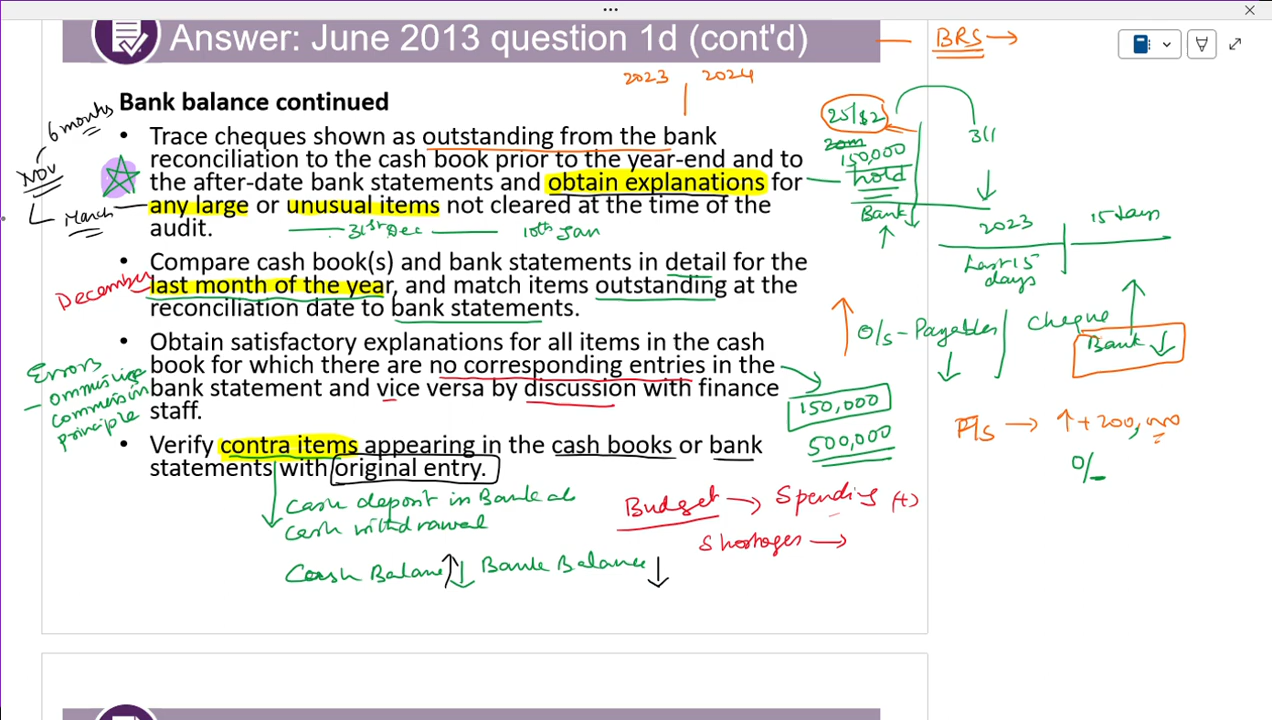 Answer: June 2013 question 1d (cont'd)
BRS →
2023 | 2024
Bank balance continued
6 months
Nov
March
• Trace cheques shown as outstanding from the bank
reconciliation to the cash book prior to the year-end and to
the after-date bank statements and obtain explanations for
any large or unusual items not cleared at the time of the
audit.
31st Dec
10th Jan
• Compare cash book(s) and bank statements in detail for the
last month of the year, and match items outstanding at the
reconciliation date to bank statements.
December
• Obtain satisfactory explanations for all items in the cash
book for which there are no corresponding entries in the
bank statement and vice versa by discussion with finance
staff.
Errors
principle
• Verify contra items appearing in the cash books or bank
statements with original entry.
Cash deposit in Bank
Cash withdrawal
Cash Balance ↑↓ Bank Balance ↓
Budget → Spending (+)
Shortages →
25/
150,000
hold
Bank ↓
↑
2023
15 days
Last 15
days
O/s - Payables
Cheque
Bank ↓
150,000
500,000
P/s → ↑ + 200,000
O/